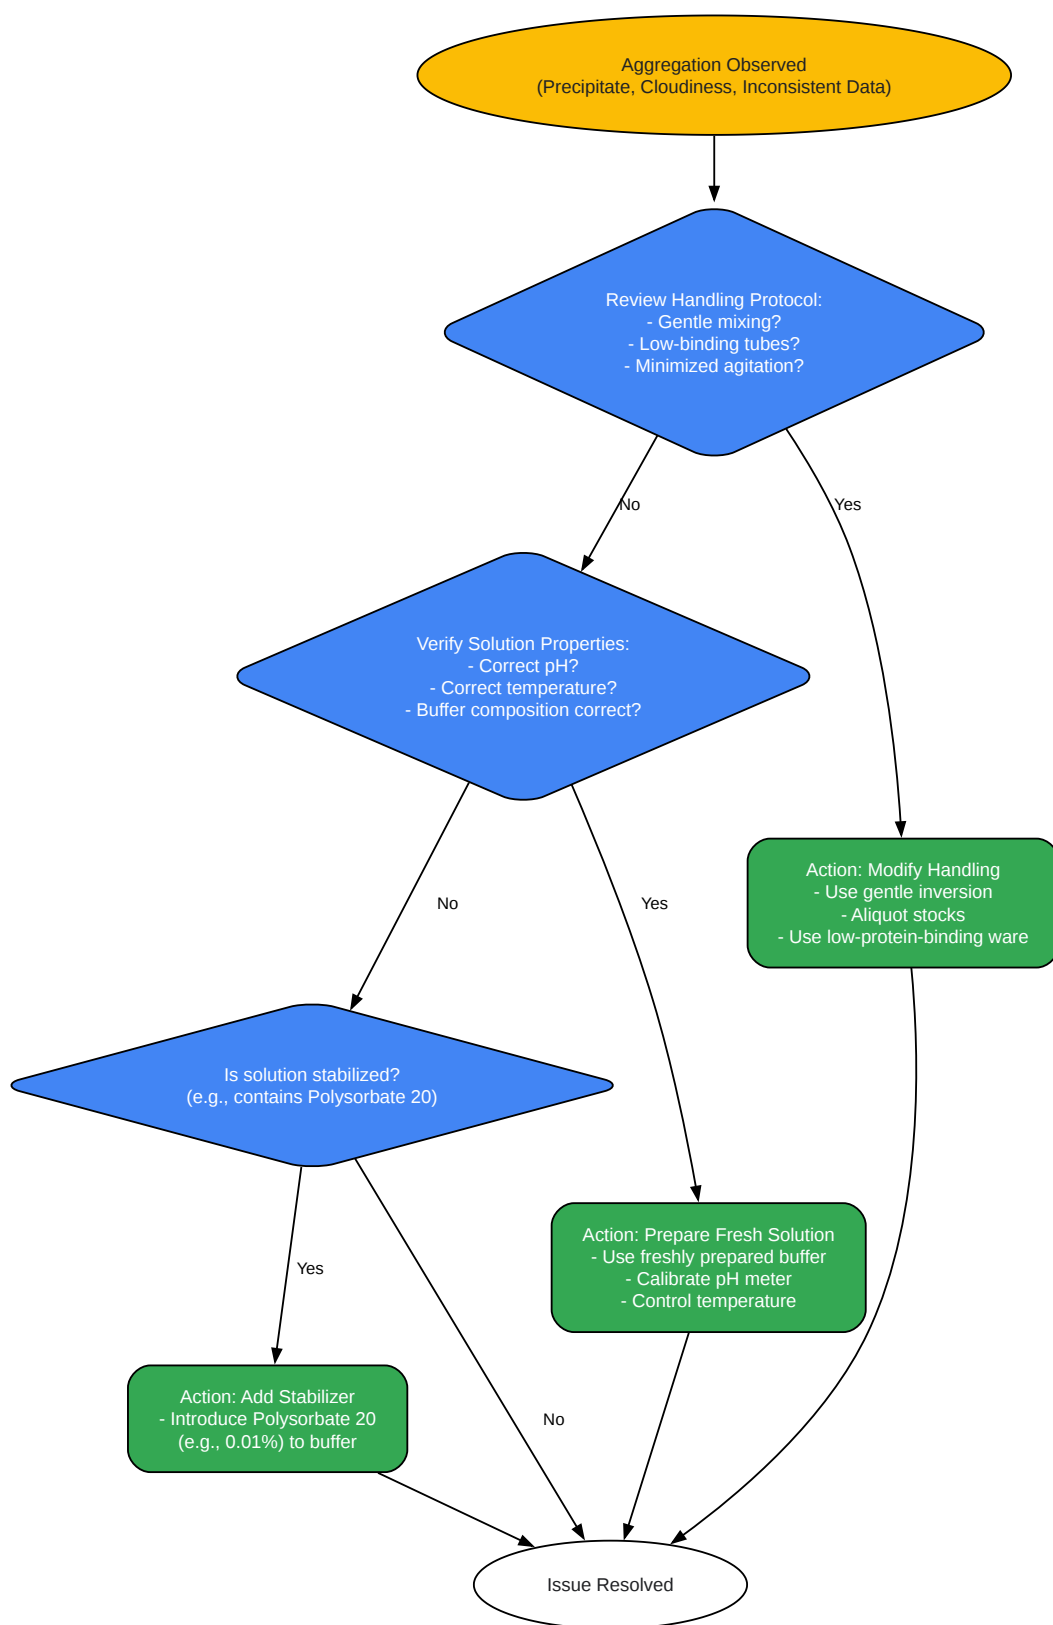 Aggregation Observed
(Precipitate, Cloudiness, Inconsistent Data)
Review Handling Protocol:
- Gentle mixing?
- Low-binding tubes?
- Minimized agitation?
No
Yes
Verify Solution Properties:
- Correct pH?
- Correct temperature?
- Buffer composition correct?
Action: Modify Handling
- Use gentle inversion
- Aliquot stocks
- Use low-protein-binding ware
No
Yes
Is solution stabilized?
(e.g., contains Polysorbate 20)
Action: Prepare Fresh Solution
- Use freshly prepared buffer
- Calibrate pH meter
- Control temperature
Yes
No
Action: Add Stabilizer
- Introduce Polysorbate 20
(e.g., 0.01%) to buffer
Issue Resolved